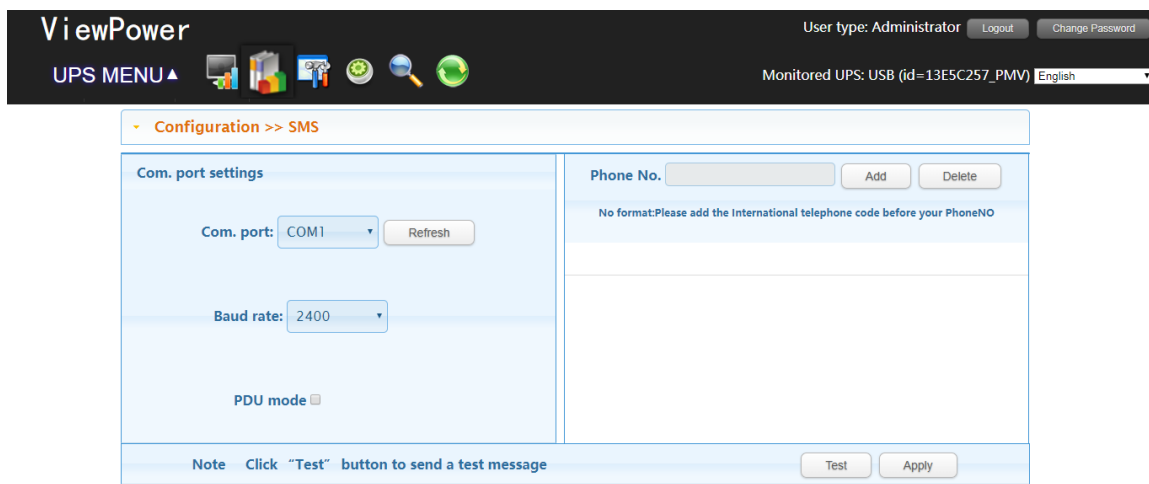 ViewPower
User type: Administrator Logout Change Password
UPS MENU▲
Monitored UPS: USB (id=13E5C257_PMV) English
Configuration >> SMS
Com. port settings
Com. port: COM1 Refresh
Baud rate: 2400
PDU mode
Phone No. Add Delete
No format:Please add the International telephone code before your PhoneNO
Note Click “Test” button to send a test message
Test Apply